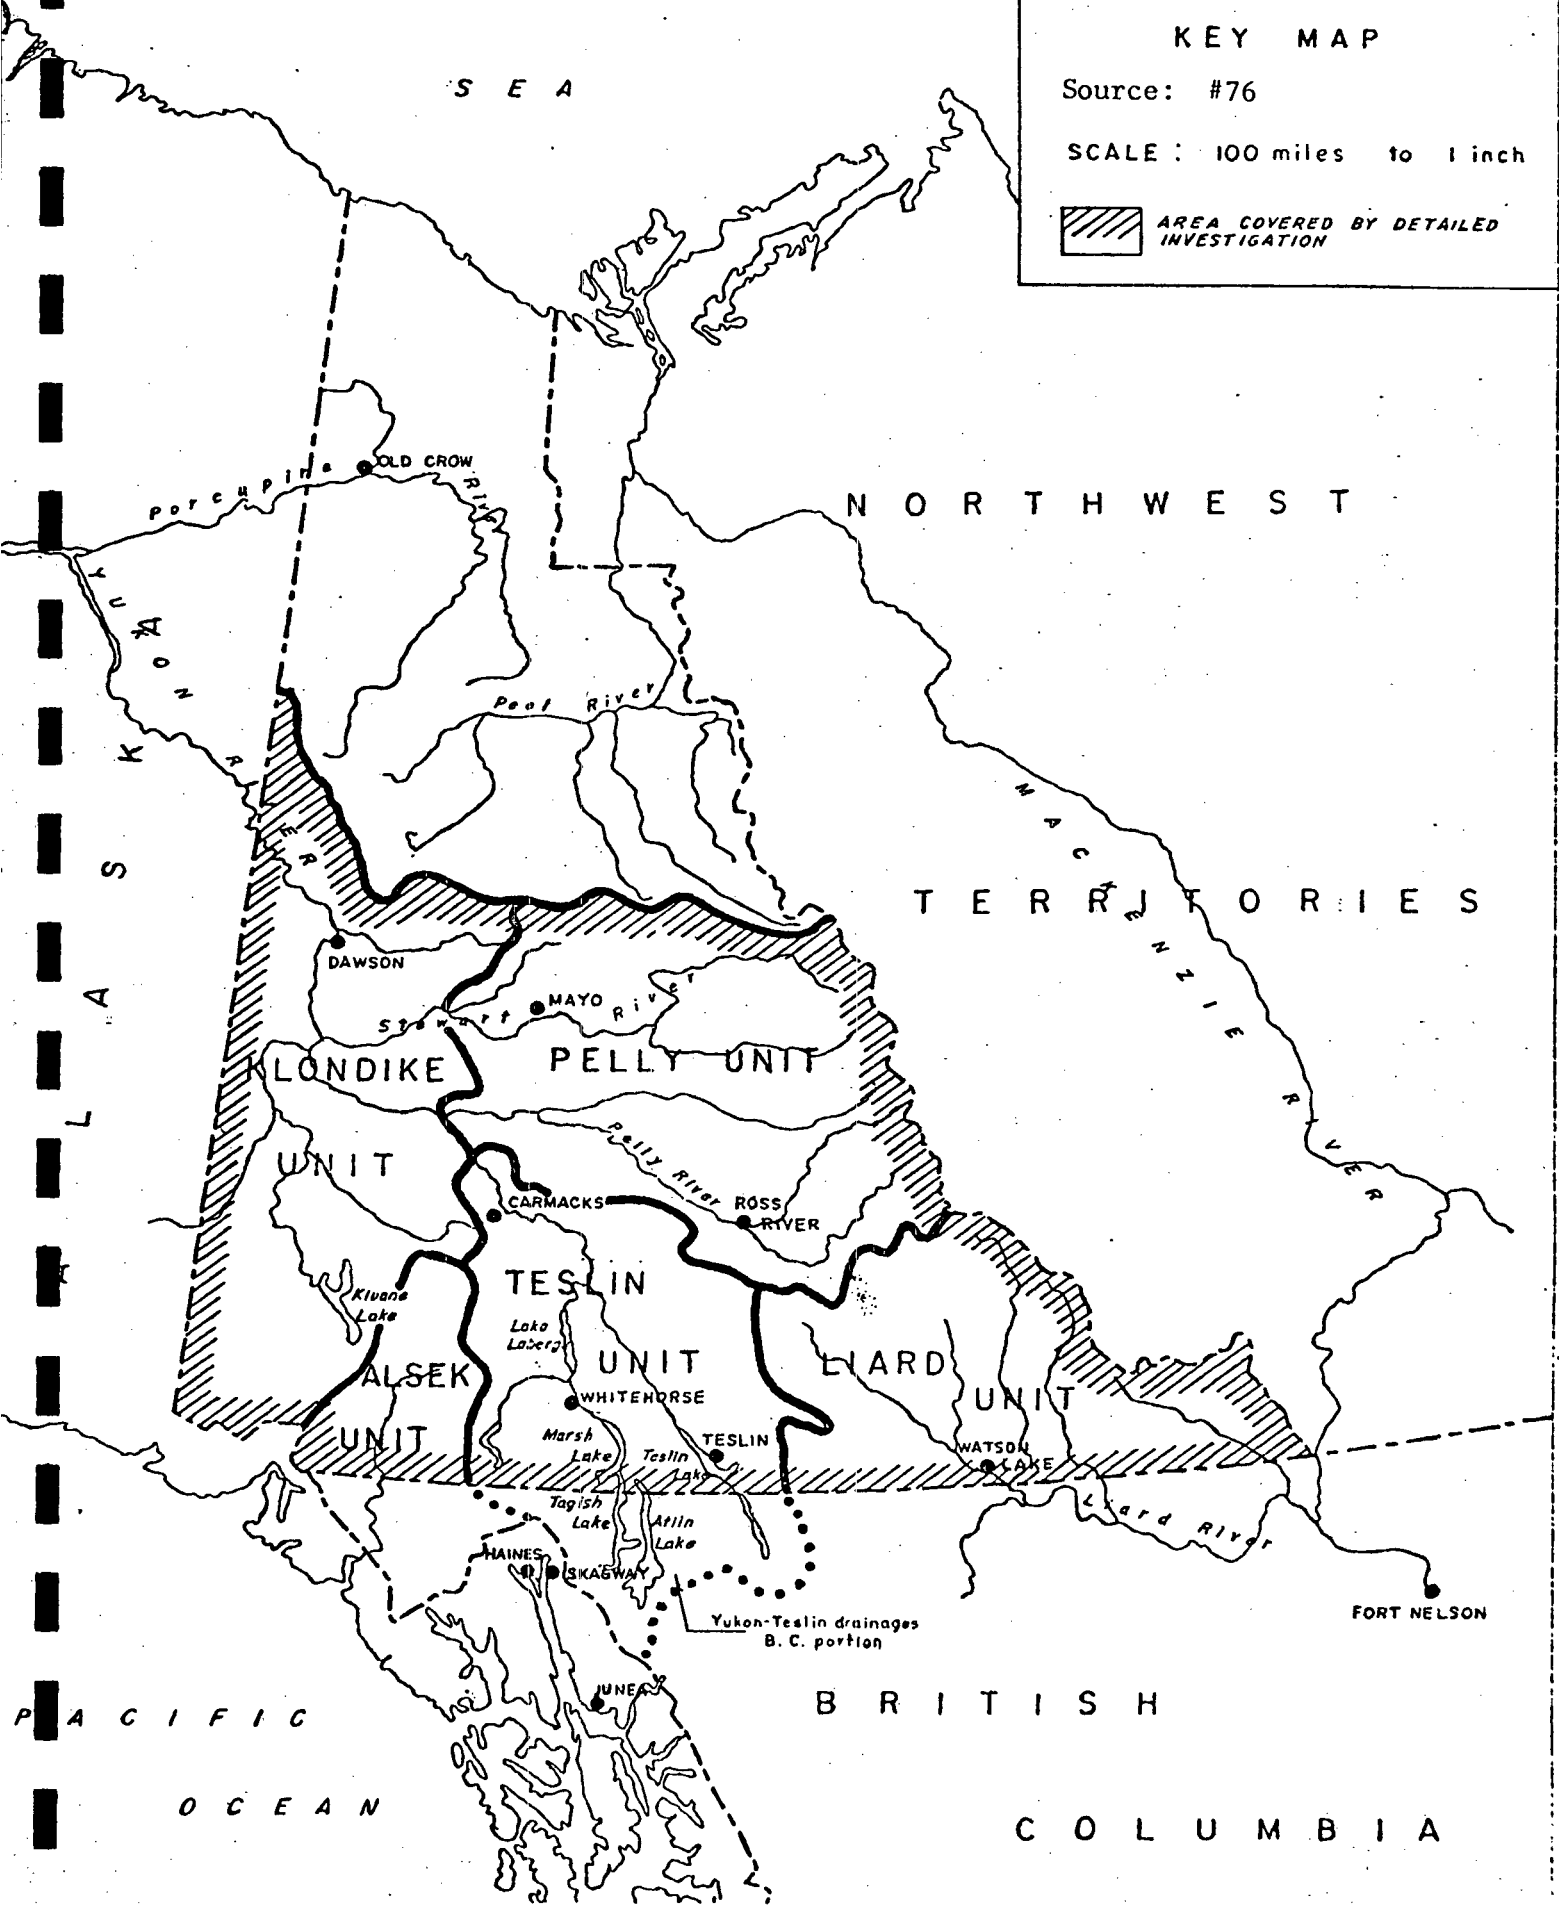 KEY MAP
Source: #76
SCALE : 100 miles to 1 inch
AREA COVERED BY DETAILED
INVESTIGATION
SEA
OLD CROW
Porcupine River
NORTHWEST
TERRITORIES
YUKON RIVER
ALASKA
Peel River
MACKENZIE RIVER
DAWSON
MAYO
Stewart River
KLONDIKE
UNIT
PELLY UNIT
Pelly River
CARMACKS
ROSS
RIVER
Kluane
Lake
TESLIN
UNIT
Lake
Laberge
ALSEK
UNIT
LIARD
UNIT
WHITEHORSE
Marsh
Lake
Teslin
Lake
TESLIN
WATSON
LAKE
Tagish
Lake
Atlin
Lake
Liard River
HAINES
SKAGWAY
Yukon-Teslin drainages
B. C. portion
FORT NELSON
JUNEAU
PACIFIC
OCEAN
BRITISH
COLUMBIA